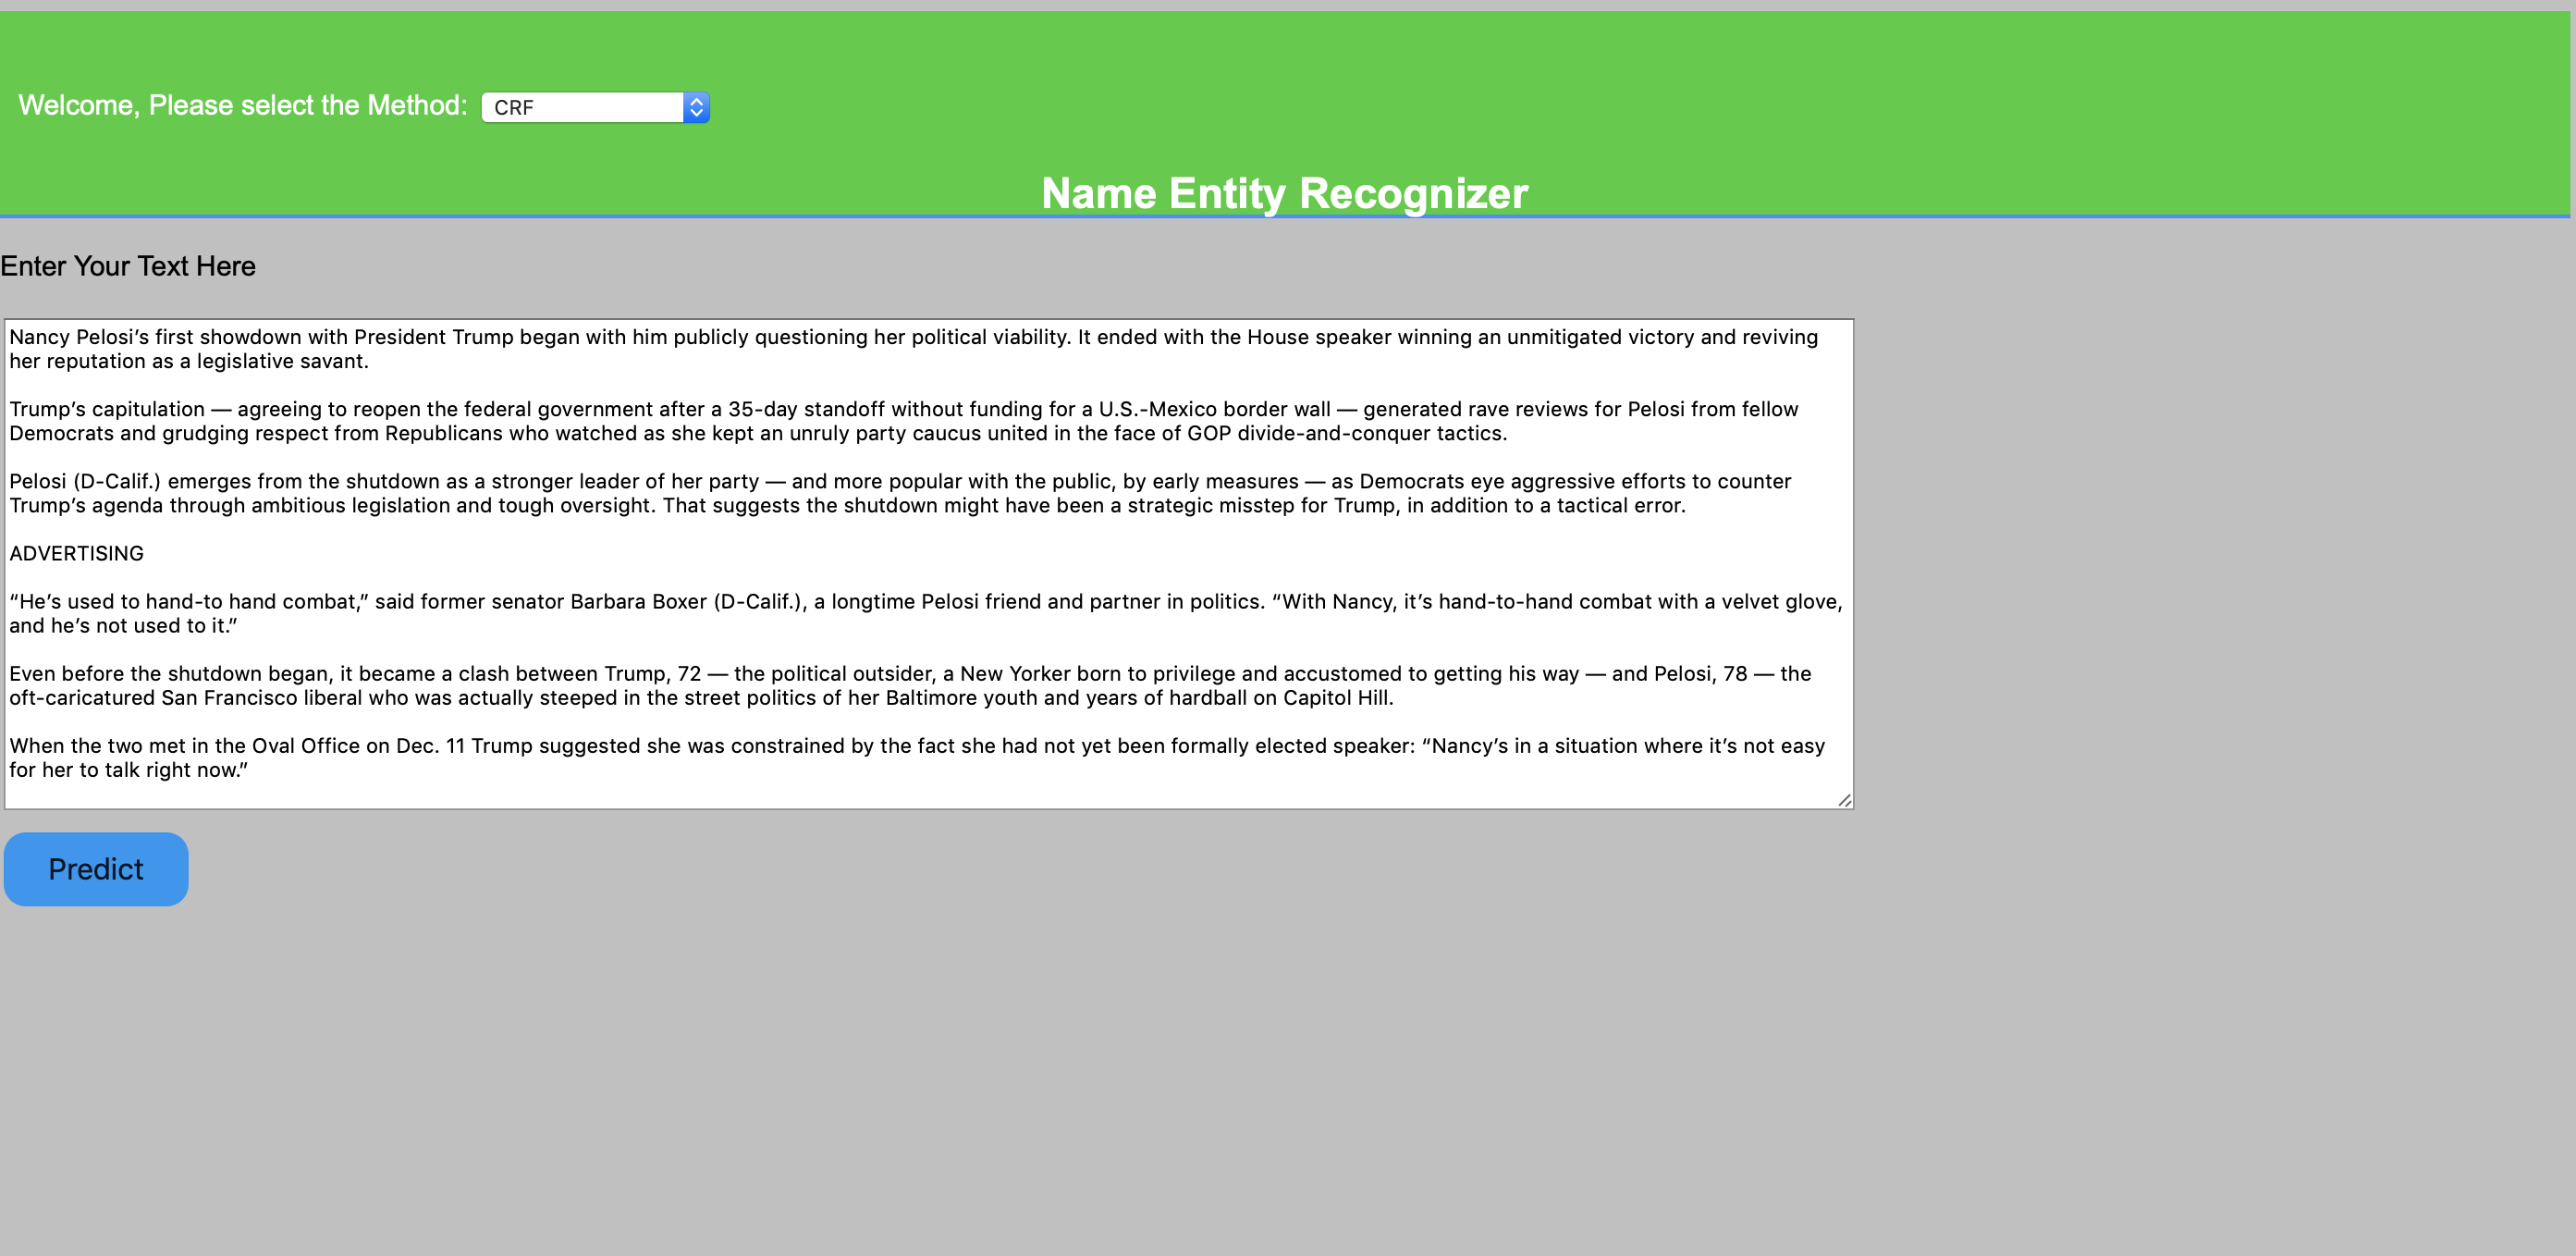 Welcome, Please select the Method: CRF
Name Entity Recognizer
Enter Your Text Here
Nancy Pelosi’s first showdown with President Trump began with him publicly questioning her political viability. It ended with the House speaker winning an unmitigated victory and reviving
her reputation as a legislative savant.
Trump’s capitulation — agreeing to reopen the federal government after a 35-day standoff without funding for a U.S.-Mexico border wall — generated rave reviews for Pelosi from fellow
Democrats and grudging respect from Republicans who watched as she kept an unruly party caucus united in the face of GOP divide-and-conquer tactics.
Pelosi (D-Calif.) emerges from the shutdown as a stronger leader of her party — and more popular with the public, by early measures — as Democrats eye aggressive efforts to counter
Trump’s agenda through ambitious legislation and tough oversight. That suggests the shutdown might have been a strategic misstep for Trump, in addition to a tactical error.
ADVERTISING
“He’s used to hand-to hand combat,” said former senator Barbara Boxer (D-Calif.), a longtime Pelosi friend and partner in politics. “With Nancy, it’s hand-to-hand combat with a velvet glove,
and he’s not used to it.”
Even before the shutdown began, it became a clash between Trump, 72 — the political outsider, a New Yorker born to privilege and accustomed to getting his way — and Pelosi, 78 — the
oft-caricatured San Francisco liberal who was actually steeped in the street politics of her Baltimore youth and years of hardball on Capitol Hill.
When the two met in the Oval Office on Dec. 11 Trump suggested she was constrained by the fact she had not yet been formally elected speaker: “Nancy’s in a situation where it’s not easy
for her to talk right now.”
Predict